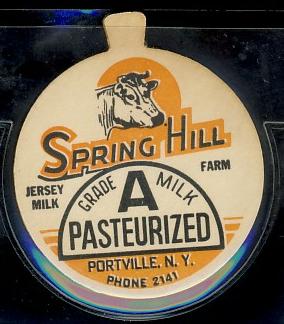 SPRING HILL
JERSEY MILK
FARM
GRADE A MILK
PASTEURIZED
PORTVILLE, N. Y.
PHONE 2141